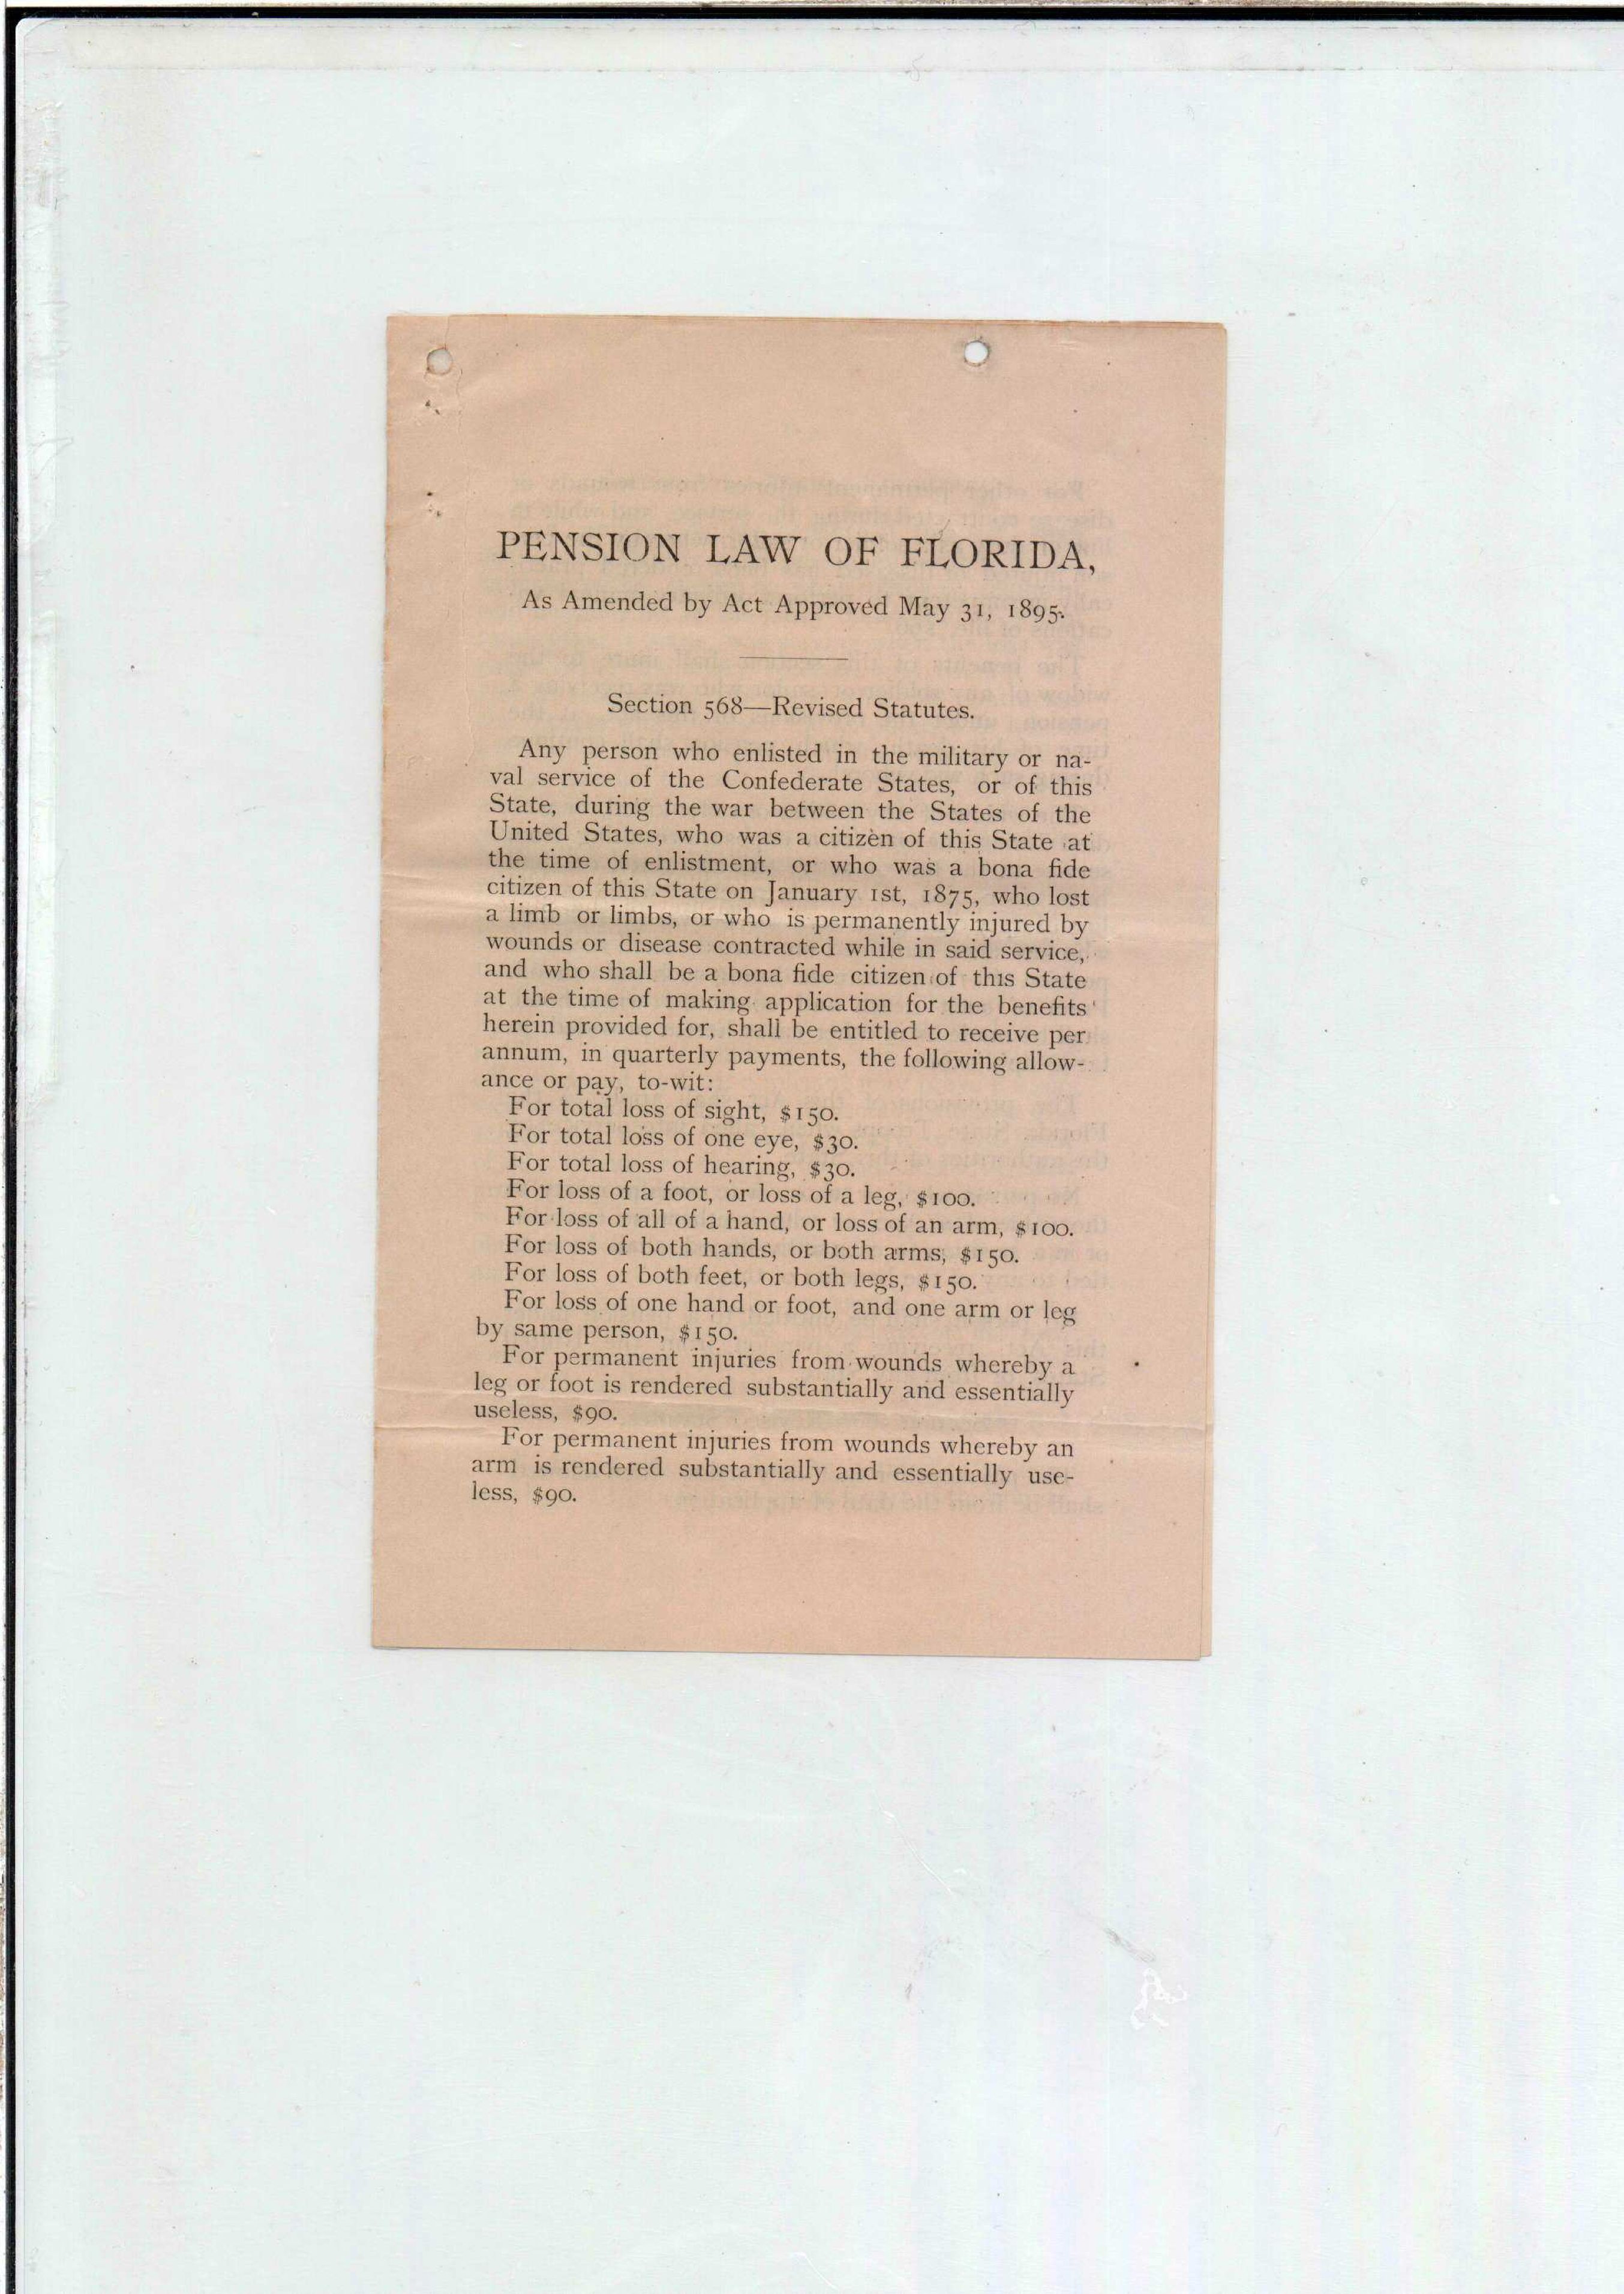 PENSION LAW OF FLORIDA,
As Amended by Act Approved May 31, 1895.
Section 568—Revised Statutes.
Any person who enlisted in the military or na-
val service of the Confederate States, or of this
State, during the war between the States of the
United States, who was a citizen of this State at
the time of enlistment, or who was a bona fide
citizen of this State on January 1st, 1875, who lost
a limb or limbs, or who is permanently injured by
wounds or disease contracted while in said service,
and who shall be a bona fide citizen of this State
at the time of making application for the benefits
herein provided for, shall be entitled to receive per
annum, in quarterly payments, the following allow-
ance or pay, to-wit:
For total loss of sight, $150.
For total loss of one eye, $30.
For total loss of hearing, $30.
For loss of a foot, or loss of a leg, $100.
For loss of all of a hand, or loss of an arm, $100.
For loss of both hands, or both arms, $150.
For loss of both feet, or both legs, $150.
For loss of one hand or foot, and one arm or leg
by same person, $150.
For permanent injuries from wounds whereby a
leg or foot is rendered substantially and essentially
useless, $90.
For permanent injuries from wounds whereby an
arm is rendered substantially and essentially use-
less, $90.